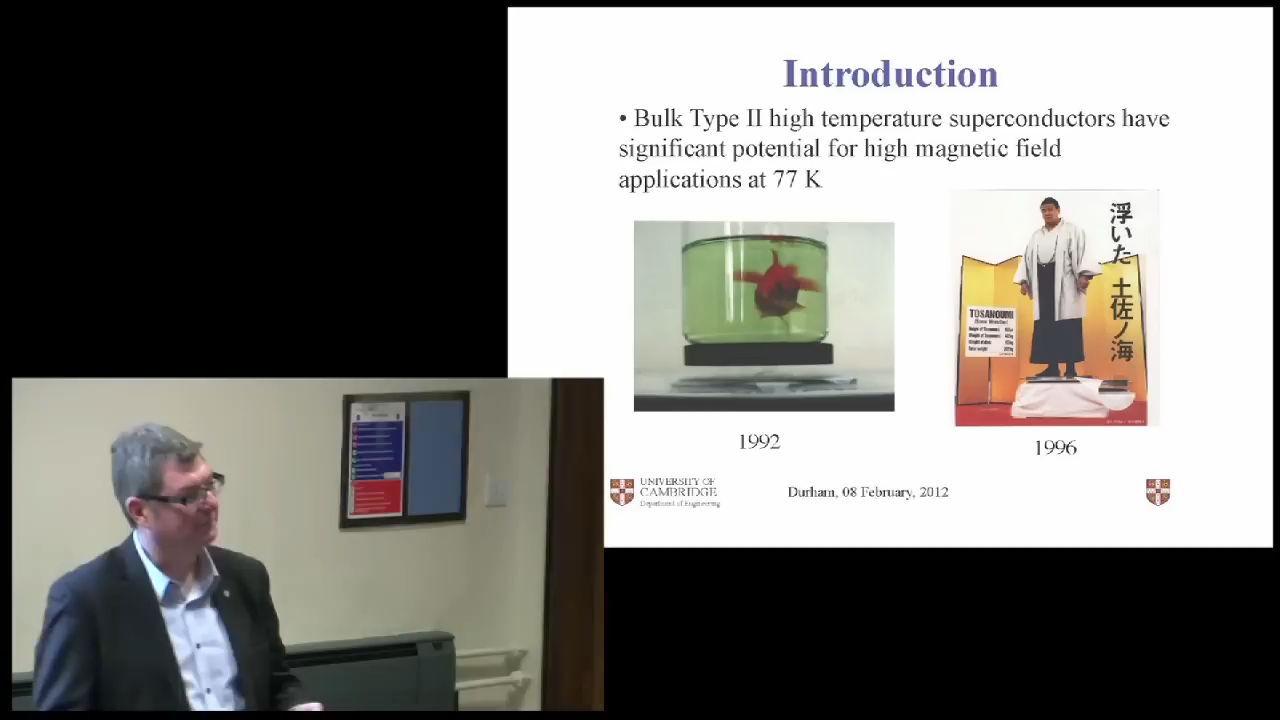 Introduction
• Bulk Type II high temperature superconductors have
significant potential for high magnetic field
applications at 77 K
浮いた 土佐ノ海
TOSANOUMI
1992
1996
UNIVERSITY OF
CAMBRIDGE
Department of Engineering
Durham, 08 February, 2012